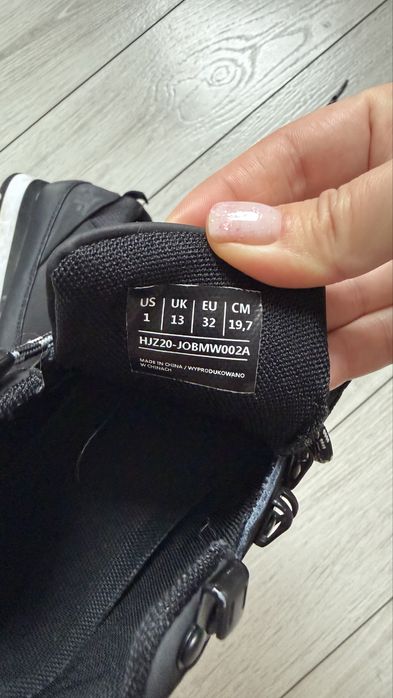 US UK EU CM
1 13 32 19,7
HJZ20-JOBMW002A
MADE IN CHINA / WYPRODUKOWANO
W CHINACH